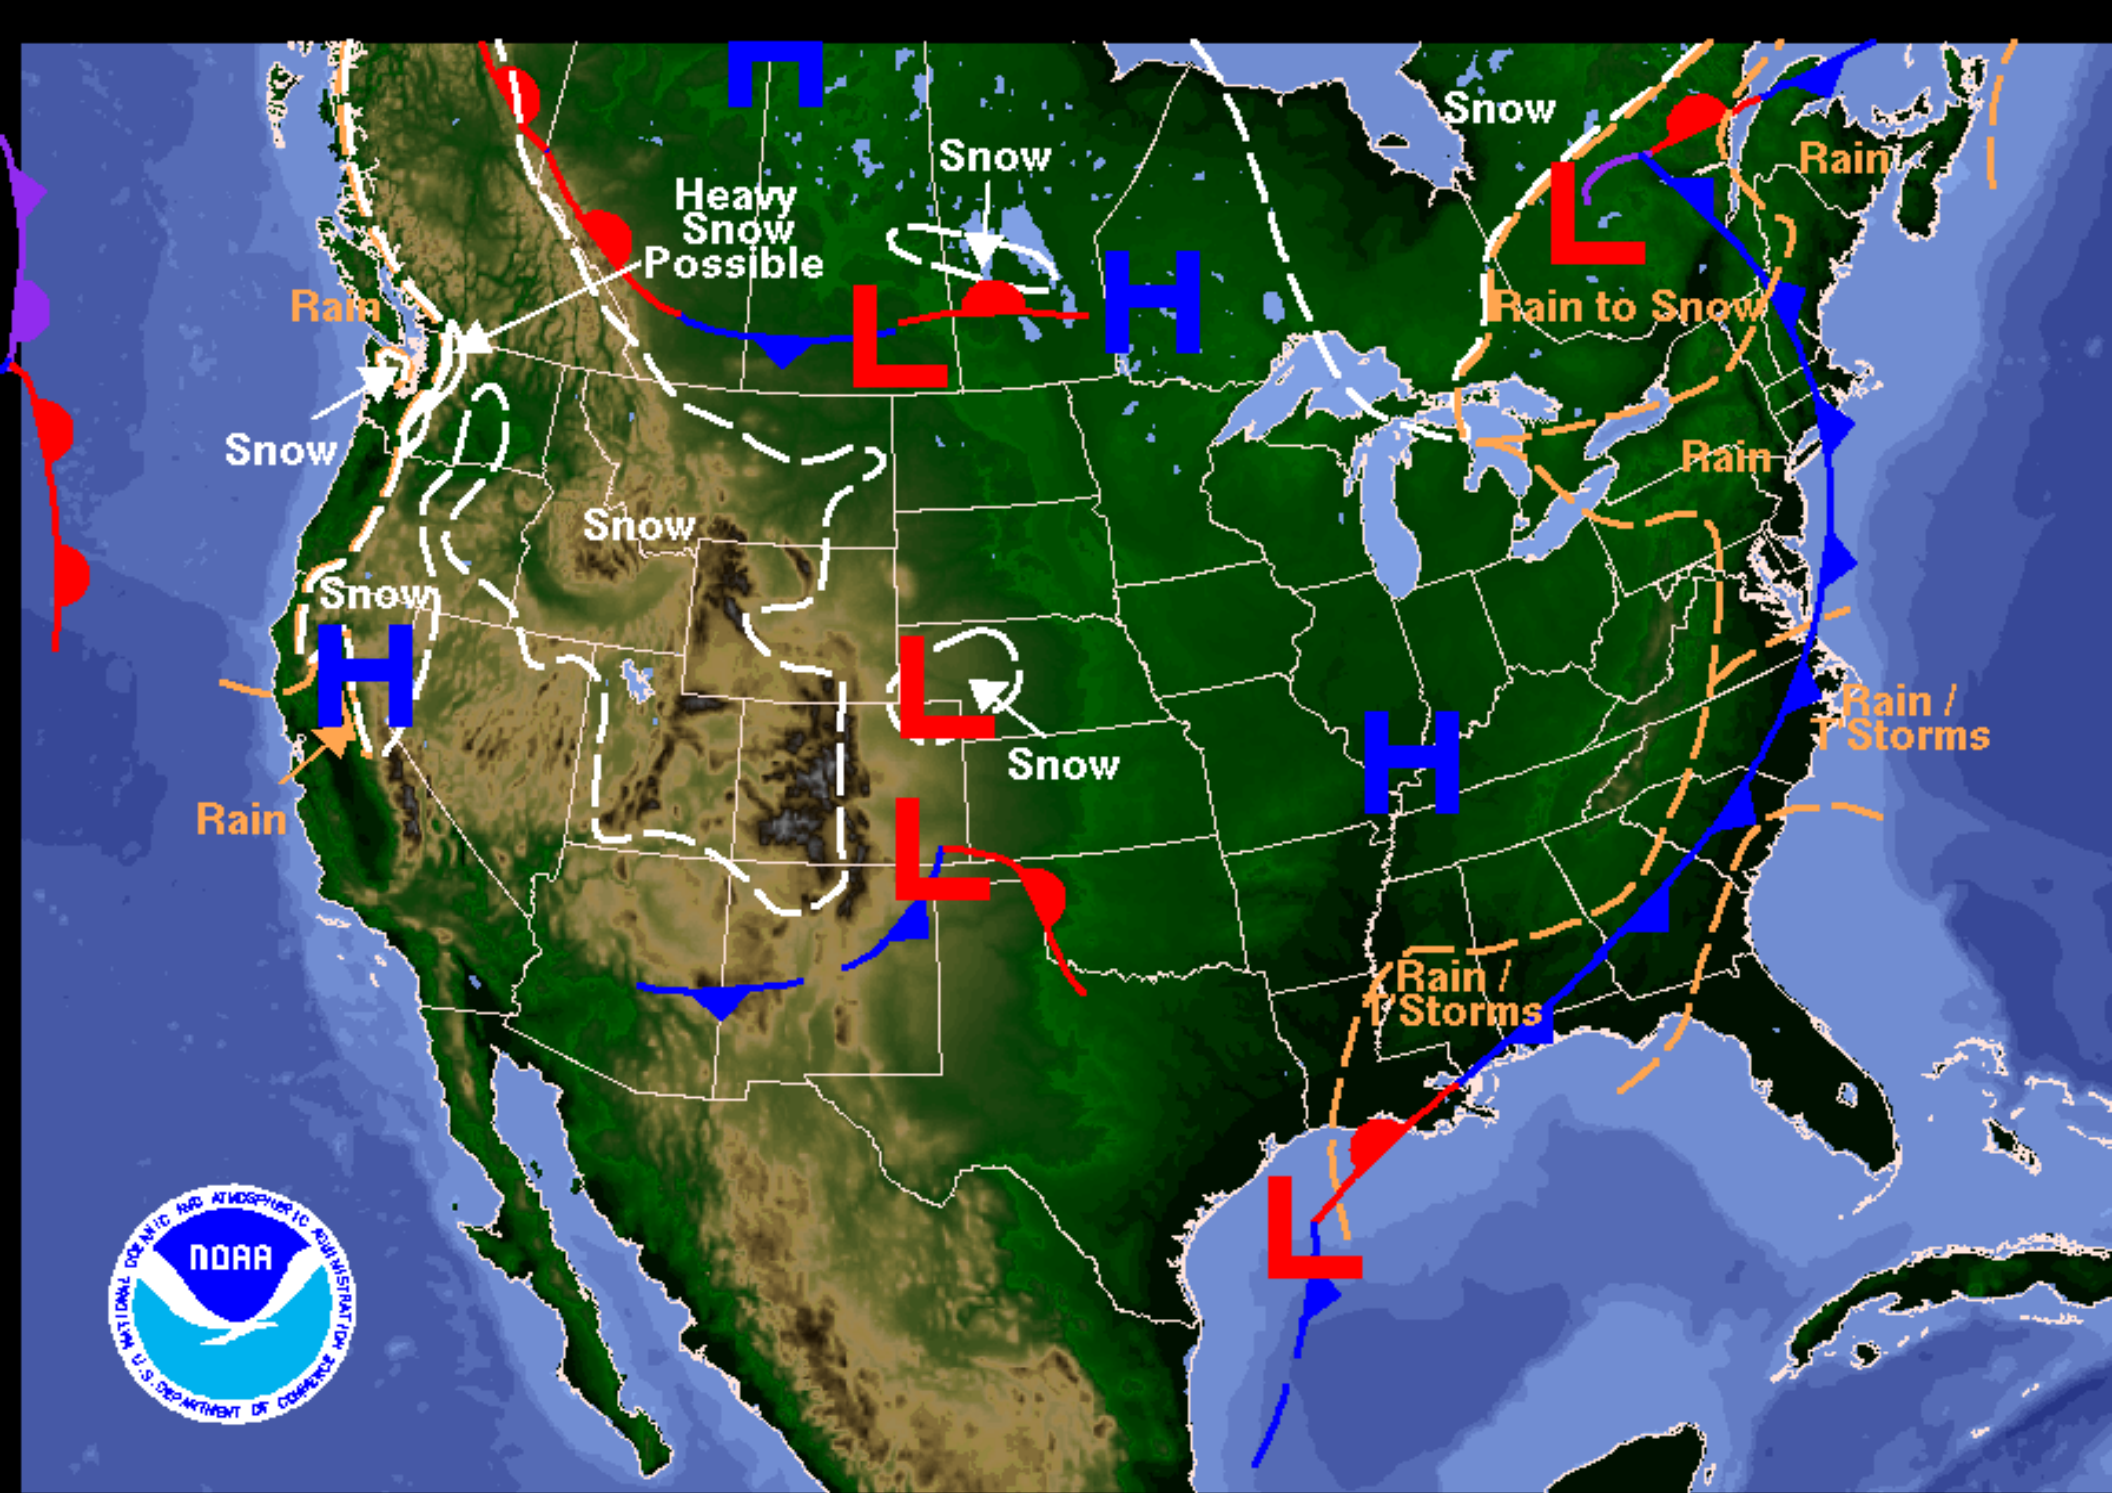 Snow
Snow
Rain
Heavy
Snow
Possible
H
L
H
L
Rain
Rain to Snow
Snow
Rain
Snow
Snow
H
L
Snow
Rain /
T'Storms
H
Rain
L
Rain /
T'Storms
L
NATIONAL OCEANIC AND ATMOSPHERIC ADMINISTRATION
NOAA
U.S. DEPARTMENT OF COMMERCE